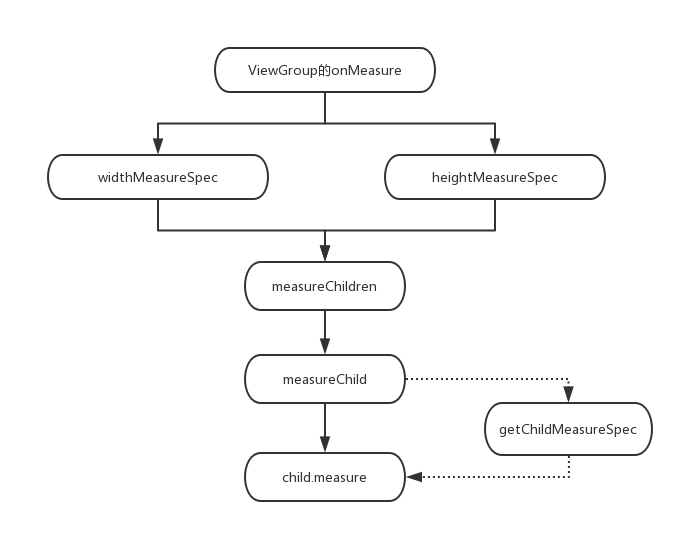 ViewGroup的onMeasure
widthMeasureSpec
heightMeasureSpec
measureChildren
measureChild
getChildMeasureSpec
child.measure